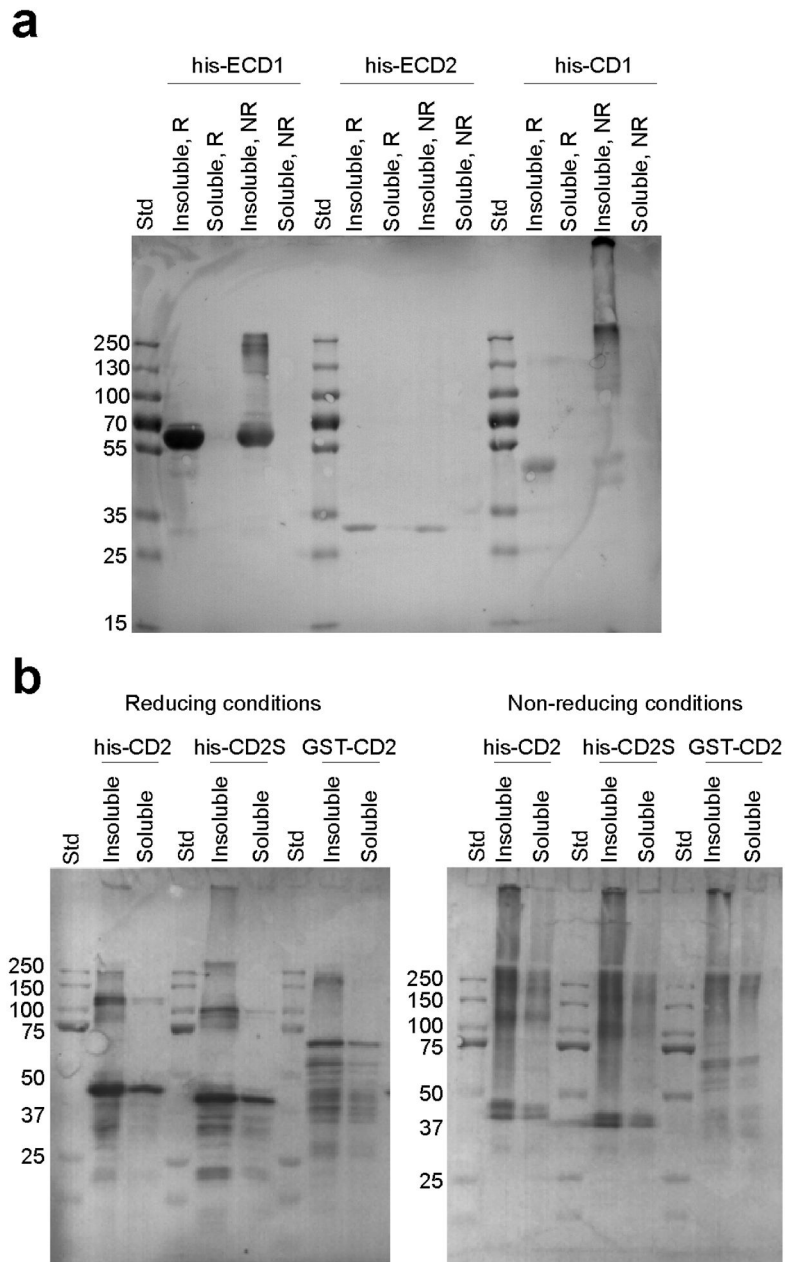 a
his-ECD1 his-ECD2 his-CD1
Std Insoluble, R Soluble, R Insoluble, NR Soluble, NR Std Insoluble, R Soluble, R Insoluble, NR Soluble, NR Std Insoluble, R Soluble, R Insoluble, NR Soluble, NR
250
130
100
70
55
35
25
15
b
Reducing conditions
his-CD2 his-CD2S GST-CD2
Std Insoluble Soluble Std Insoluble Soluble Std Insoluble Soluble
250
150
100
75
50
37
25
Non-reducing conditions
his-CD2 his-CD2S GST-CD2
Std Insoluble Soluble Std Insoluble Soluble Std Insoluble Soluble
250
150
100
75
50
37
25